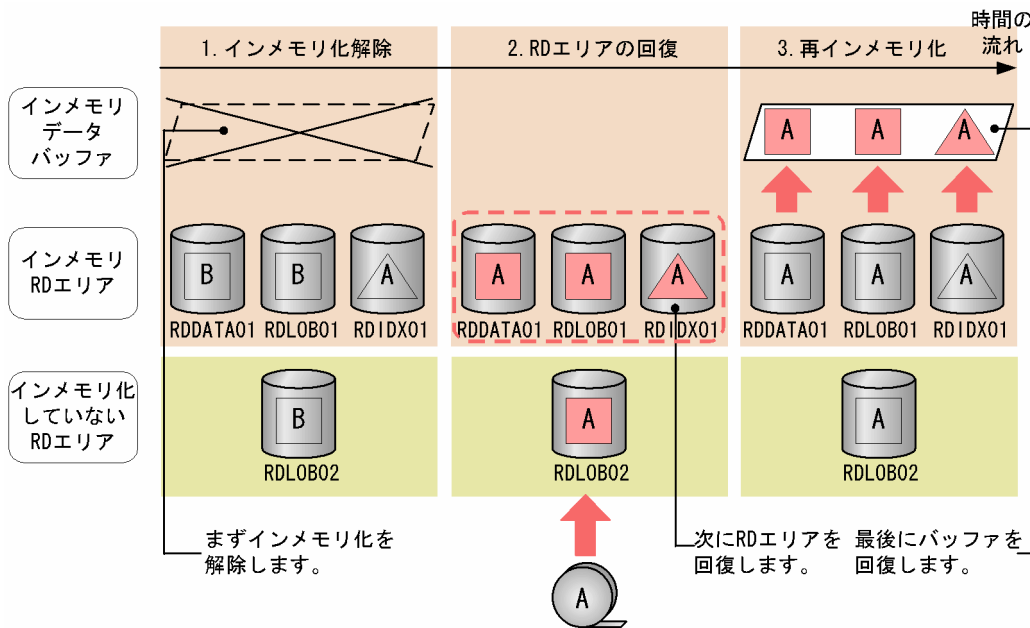 時間の
流れ
1.インメモリ化解除
2.RDエリアの回復
3.再インメモリ化
インメモリ
データ
バッファ
A
A
A
インメモリ
RDエリア
B
B
A
A
A
A
A
A
A
RDDATA01
RDLOB01
RDIDX01
RDDATA01
RDLOB01
RDIDX01
RDDATA01
RDLOB01
RDIDX01
インメモリ化
していない
RDエリア
B
A
A
RDLOB02
RDLOB02
RDLOB02
まずインメモリ化を
解除します。
次にRDエリアを
回復します。
最後にバッファを
回復します。
A